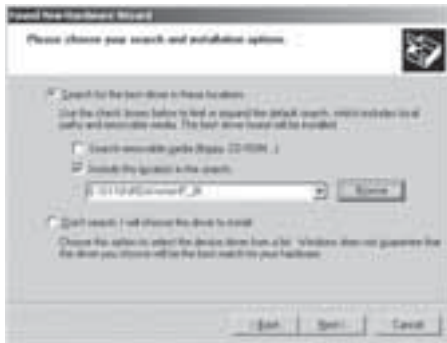 Found New Hardware Wizard
Please choose your search and installation options.
Search for the best driver in these locations.
Use the check boxes below to limit or expand the default search, which includes local
paths and removable media. The best driver found will be installed.
Search removable media (floppy, CD-ROM...)
Include this location in the search:
Browse
Don't search. I will choose the driver to install.
Choose this option to select the device driver from a list. Windows does not guarantee that
the driver you choose will be the best match for your hardware.
< Back
Next >
Cancel